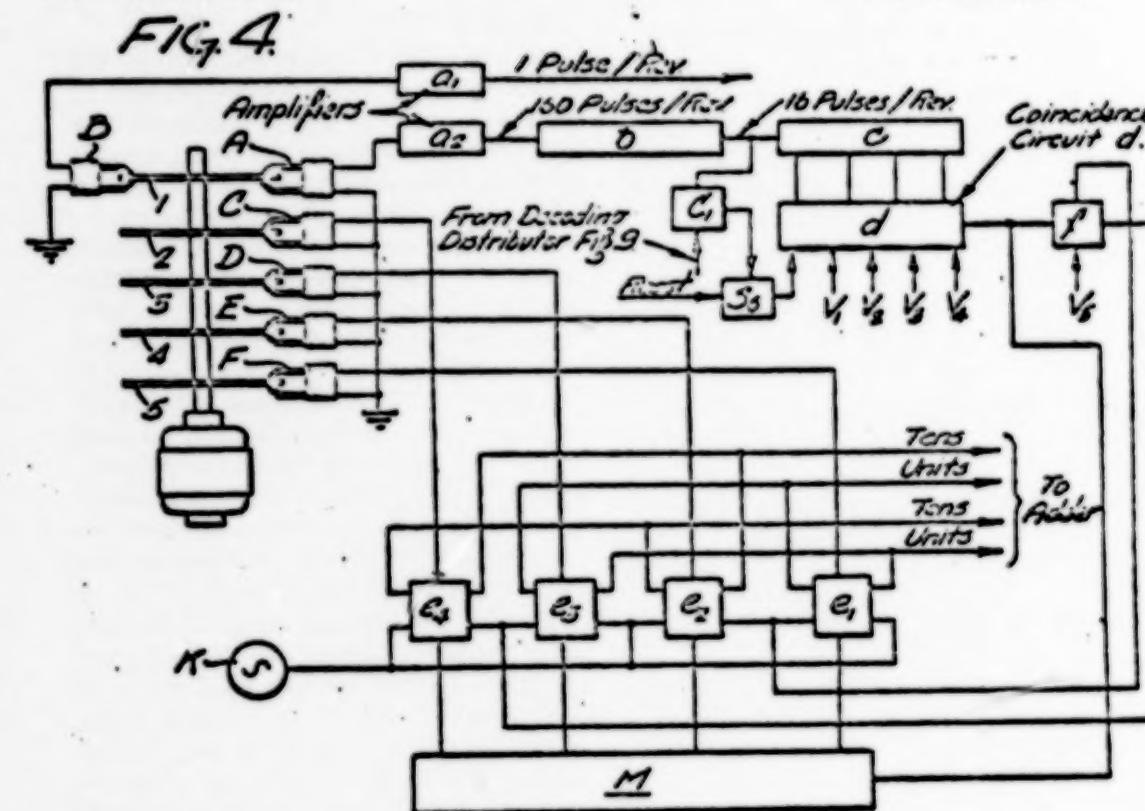 FIG. 4.
a1
1 Pulse/Rev
Amplifiers
a2
160 Pulses/Rev
b
16 Pulses/Rev.
c
Coincidence
Circuit d.
B
A
1
C
2
D
3
E
4
F
5
From Decoding
Distributor Fig 9
C1
Reset
S3
d
f
V1
V2
V3
V4
V5
Tens
Units
Tens
Units
To
Adder
e4
e3
e2
e1
K
M